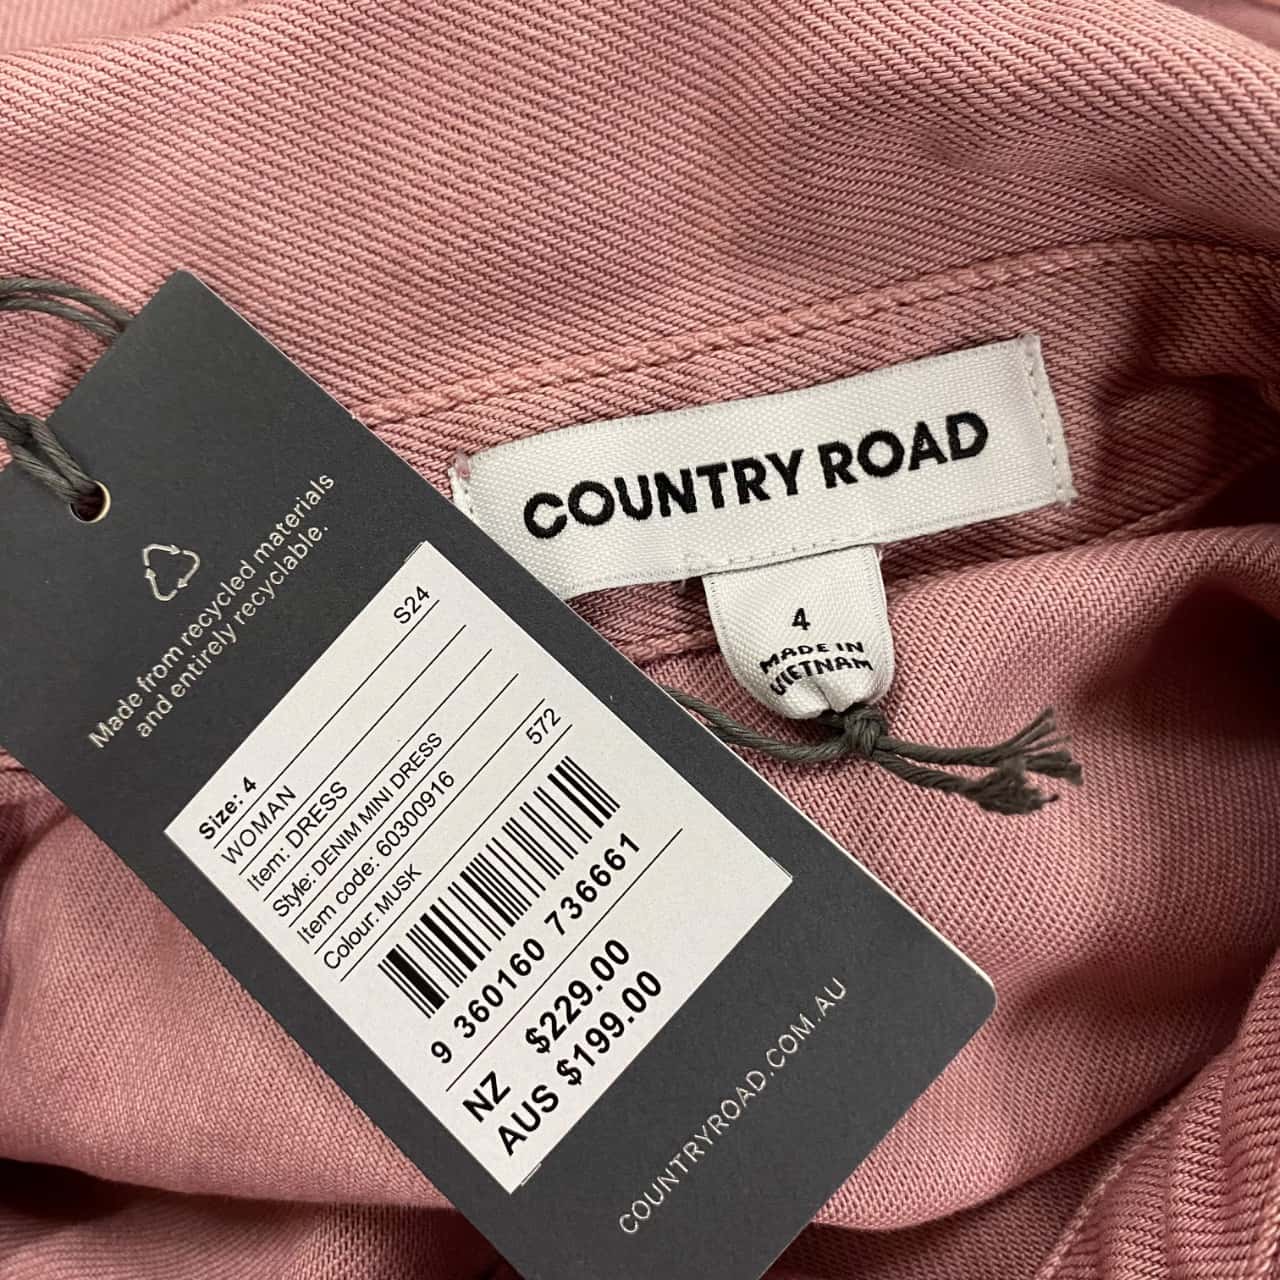 COUNTRY ROAD
4
MADE IN
VIETNAM
Made from recycled materials
and entirely recyclable.
S24
Size: 4
WOMAN
Item: DRESS
Style: DENIM MINI DRESS
Item code: 60300916 572
Colour: MUSK
9 360160 736661
NZ $229.00
AUS $199.00
COUNTRYROAD.COM.AU